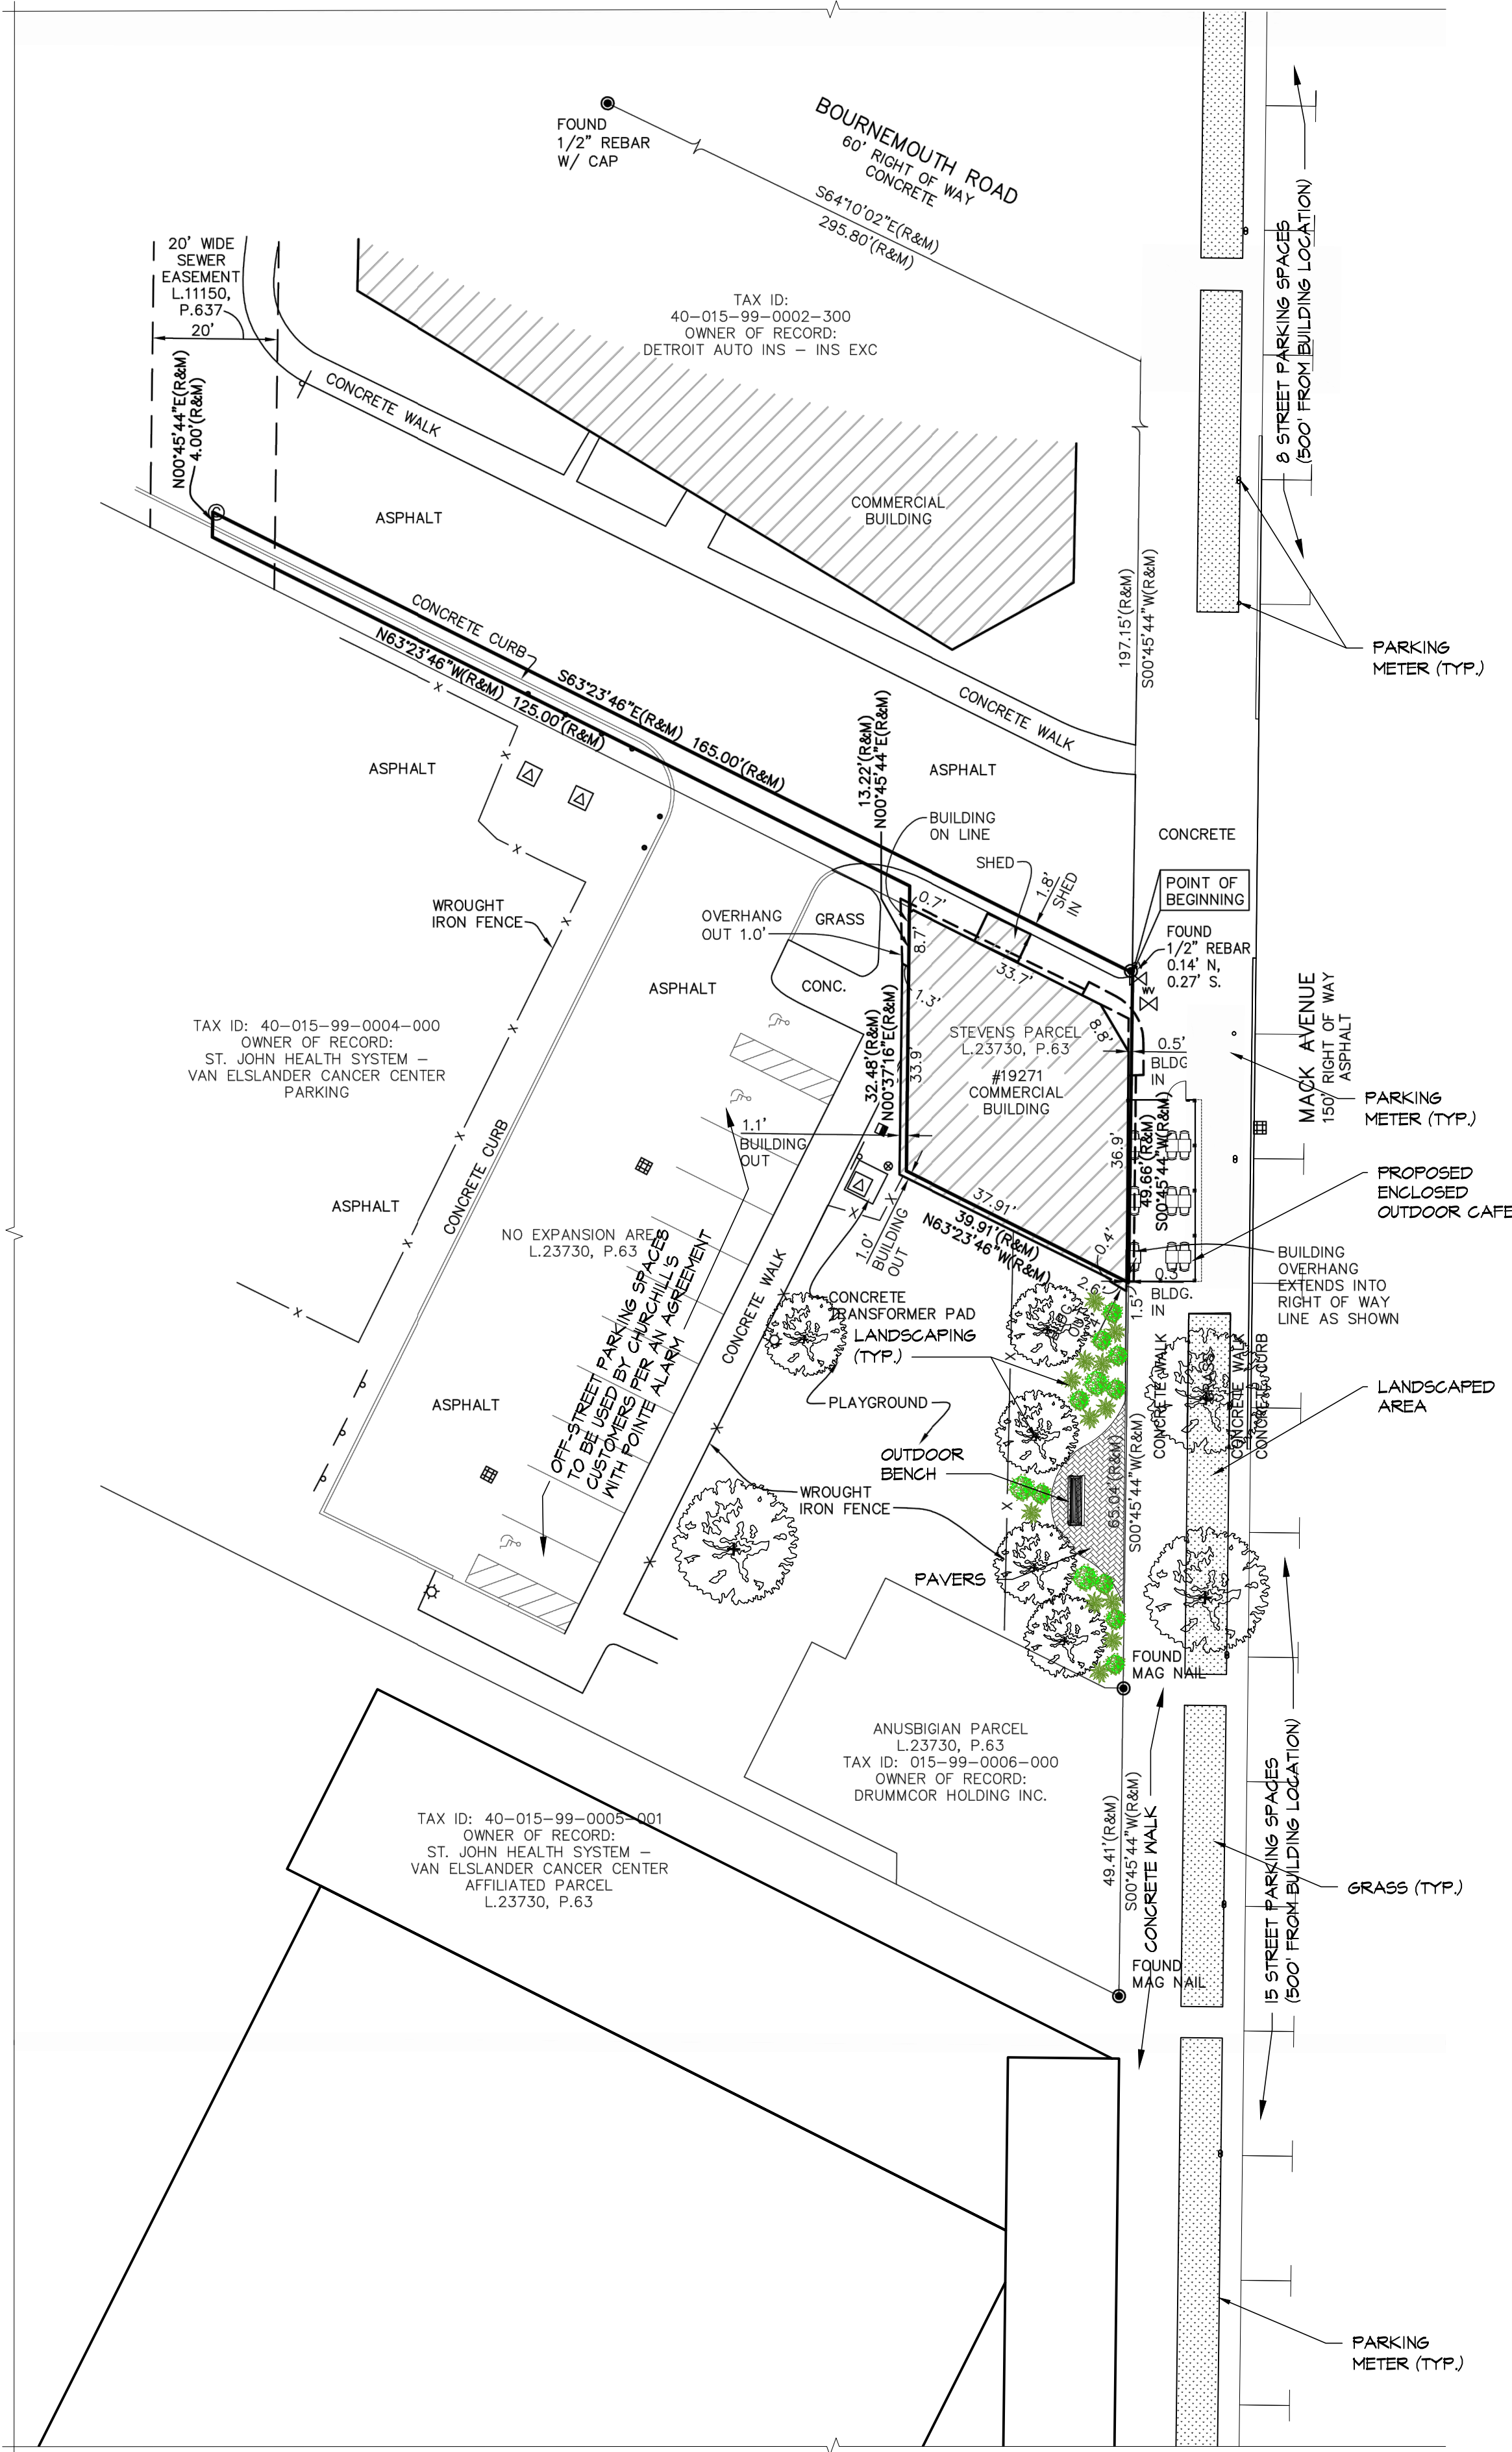 FOUND
1/2" REBAR
W/ CAP
BOURNEMOUTH ROAD
60' RIGHT OF WAY
CONCRETE
S64°10'02"E(R&M)
295.80'(R&M)
8 STREET PARKING SPACES
(500' FROM BUILDING LOCATION)
20' WIDE
SEWER
EASEMENT
L.11150,
P.637
20'
N00°45'44"E(R&M)
4.00'(R&M)
TAX ID:
40-015-99-0002-300
OWNER OF RECORD:
DETROIT AUTO INS - INS EXC
CONCRETE WALK
ASPHALT
COMMERCIAL
BUILDING
197.15'(R&M)
S00°45'44"W(R&M)
PARKING
METER (TYP.)
CONCRETE CURB
N63°23'46"W(R&M) 125.00'(R&M)
S63°23'46"E(R&M) 165.00'(R&M)
CONCRETE WALK
13.22'(R&M)
N00°45'44"E(R&M)
ASPHALT
ASPHALT
BUILDING
ON LINE
CONCRETE
SHED
1.8'
SHED
IN
POINT OF
BEGINNING
WROUGHT
IRON FENCE
OVERHANG
OUT 1.0'
GRASS
0.7'
8.7'
33.7'
FOUND
1/2" REBAR
0.14' N,
0.27' S.
W
ASPHALT
CONC.
1.3'
MACK AVENUE
150' RIGHT OF WAY
ASPHALT
TAX ID: 40-015-99-0004-000
OWNER OF RECORD:
ST. JOHN HEALTH SYSTEM -
VAN ELSLANDER CANCER CENTER
PARKING
32.48'(R&M)
N00°37'16"E(R&M)
33.9'
STEVENS PARCEL
L.23730, P.63
#19271
COMMERCIAL
BUILDING
8.8'
0.5'
BLDG
IN
PARKING
METER (TYP.)
1.1'
BUILDING
OUT
36.9'
49.66'(R&M)
S00°45'44"W(R&M)
PROPOSED
ENCLOSED
OUTDOOR CAFE
CONCRETE CURB
ASPHALT
NO EXPANSION AREA
L.23730, P.63
37.91'
39.91'(R&M)
N63°23'46"W(R&M)
1.0'
BUILDING
OUT
0.4'
0.3'
BLDG.
IN
2.6'
1.5'
BUILDING
OVERHANG
EXTENDS INTO
RIGHT OF WAY
LINE AS SHOWN
OFF-STREET PARKING SPACES
TO BE USED BY CHURCHILL'S
CUSTOMERS PER AN AGREEMENT
WITH POINTE ALARM
CONCRETE WALK
CONCRETE
TRANSFORMER PAD
LANDSCAPING
(TYP.)
CONCRETE WALK
GRASS
CONCRETE WALK
CONCRETE CURB
LANDSCAPED
AREA
ASPHALT
PLAYGROUND
OUTDOOR
BENCH
65.04'(R&M)
S00°45'44"W(R&M)
WROUGHT
IRON FENCE
PAVERS
FOUND
MAG NAIL
ANUSBIGIAN PARCEL
L.23730, P.63
TAX ID: 015-99-0006-000
OWNER OF RECORD:
DRUMMCOR HOLDING INC.
49.41'(R&M)
S00°45'44"W(R&M)
CONCRETE WALK
15 STREET PARKING SPACES
(500' FROM BUILDING LOCATION)
TAX ID: 40-015-99-0005-001
OWNER OF RECORD:
ST. JOHN HEALTH SYSTEM -
VAN ELSLANDER CANCER CENTER
AFFILIATED PARCEL
L.23730, P.63
GRASS (TYP.)
FOUND
MAG NAIL
PARKING
METER (TYP.)